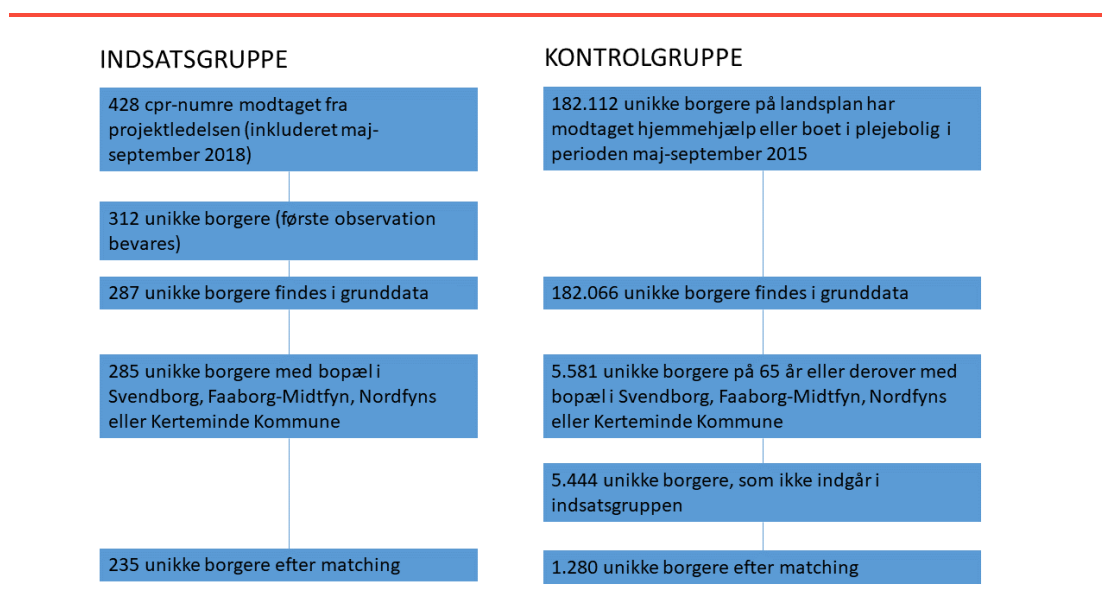 INDSATSGRUPPE
428 cpr-numre modtaget fra
projektledelsen (inkluderet maj-
september 2018)
312 unikke borgere (første observation
bevares)
287 unikke borgere findes i grunddata
285 unikke borgere med bopæl i
Svendborg, Faaborg-Midtfyn, Nordfyns
eller Kerteminde Kommune
235 unikke borgere efter matching
KONTROLGRUPPE
182.112 unikke borgere på landsplan har
modtaget hjemmehjælp eller boet i plejebolig i
perioden maj-september 2015
182.066 unikke borgere findes i grunddata
5.581 unikke borgere på 65 år eller derover med
bopæl i Svendborg, Faaborg-Midtfyn, Nordfyns
eller Kerteminde Kommune
5.444 unikke borgere, som ikke indgår i
indsatsgruppen
1.280 unikke borgere efter matching